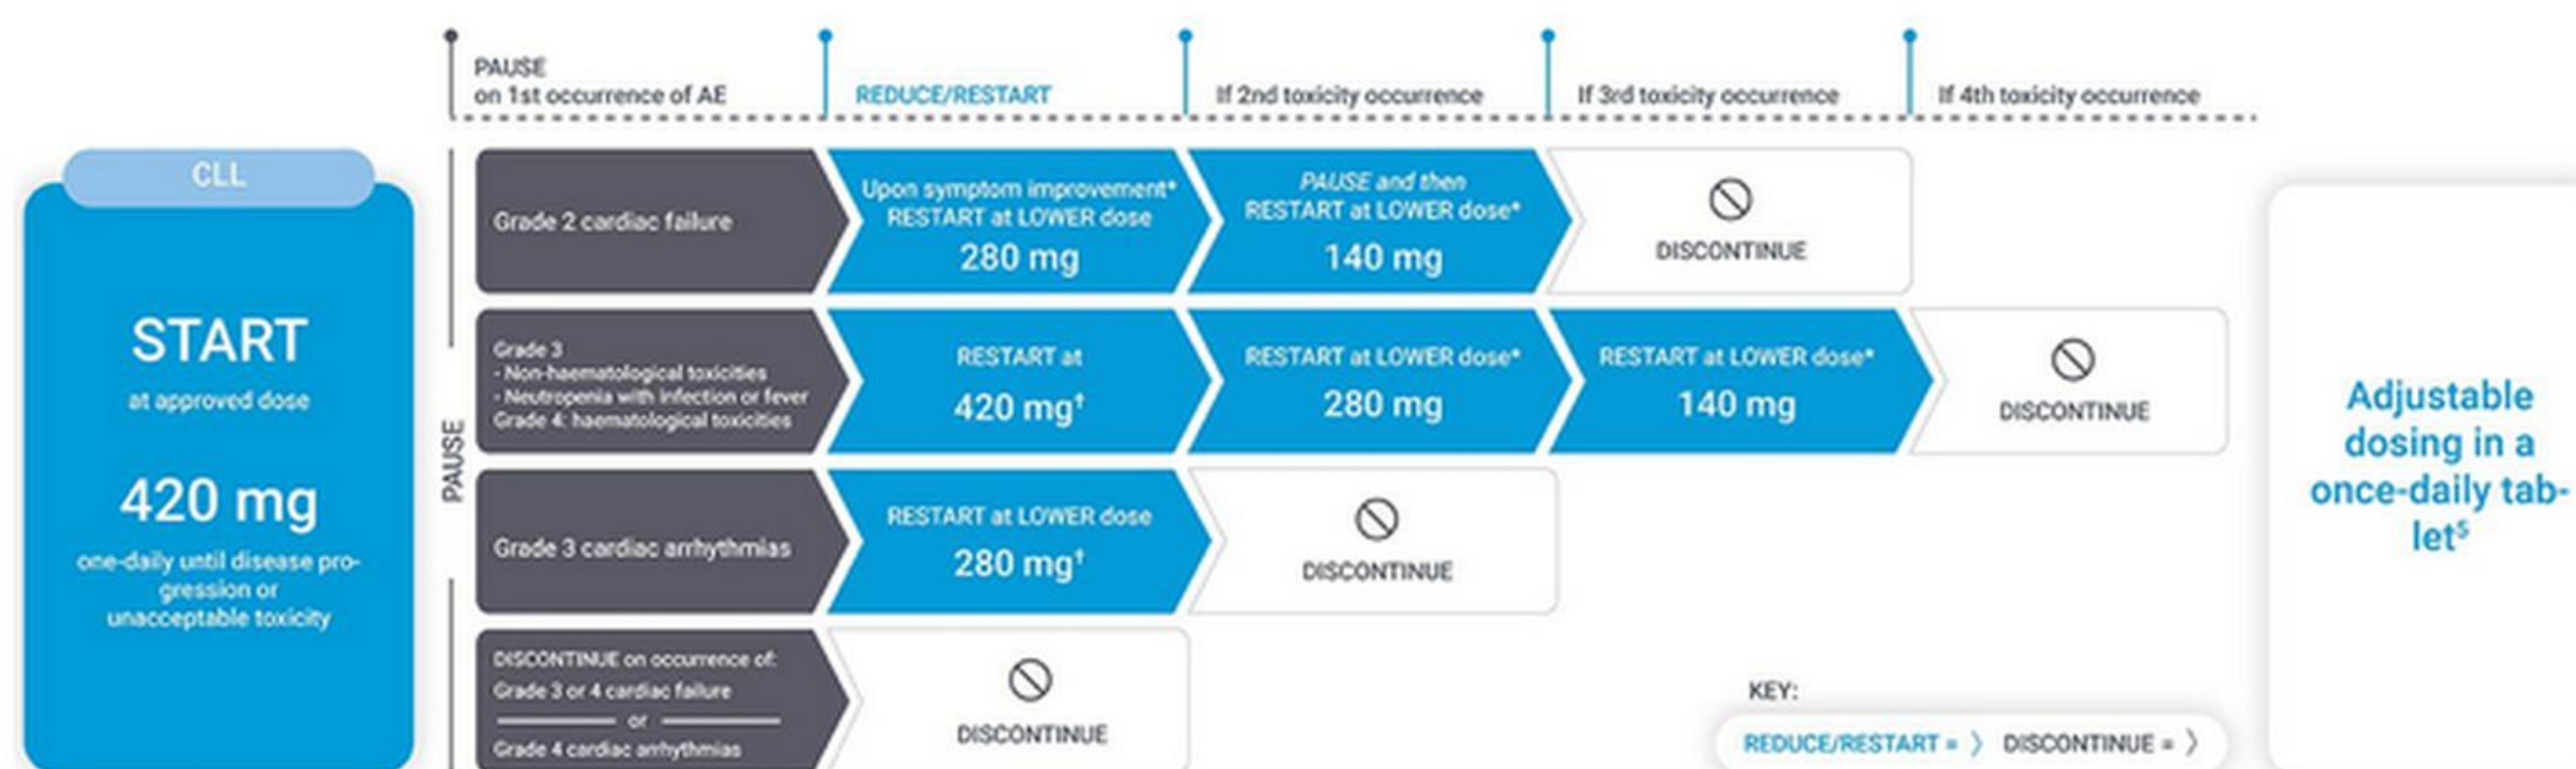 PAUSE
on 1st occurrence of AE
REDUCE/RESTART
If 2nd toxicity occurrence
If 3rd toxicity occurrence
If 4th toxicity occurrence
CLL
START
at approved dose
420 mg
one-daily until disease pro-
gression or
unacceptable toxicity
PAUSE
Grade 2 cardiac failure
Upon symptom improvement*
RESTART at LOWER dose
280 mg
PAUSE and then
RESTART at LOWER dose*
140 mg
DISCONTINUE
Grade 3
- Non-haematological toxicities
- Neutropenia with infection or fever
Grade 4: haematological toxicities
RESTART at
420 mg†
RESTART at LOWER dose*
280 mg
RESTART at LOWER dose*
140 mg
DISCONTINUE
Grade 3 cardiac arrhythmias
RESTART at LOWER dose
280 mg†
DISCONTINUE
DISCONTINUE on occurrence of:
Grade 3 or 4 cardiac failure
or
Grade 4 cardiac arrhythmias
DISCONTINUE
KEY:
REDUCE/RESTART = 〉 DISCONTINUE = 〉
Adjustable
dosing in a
once-daily tab-
let§